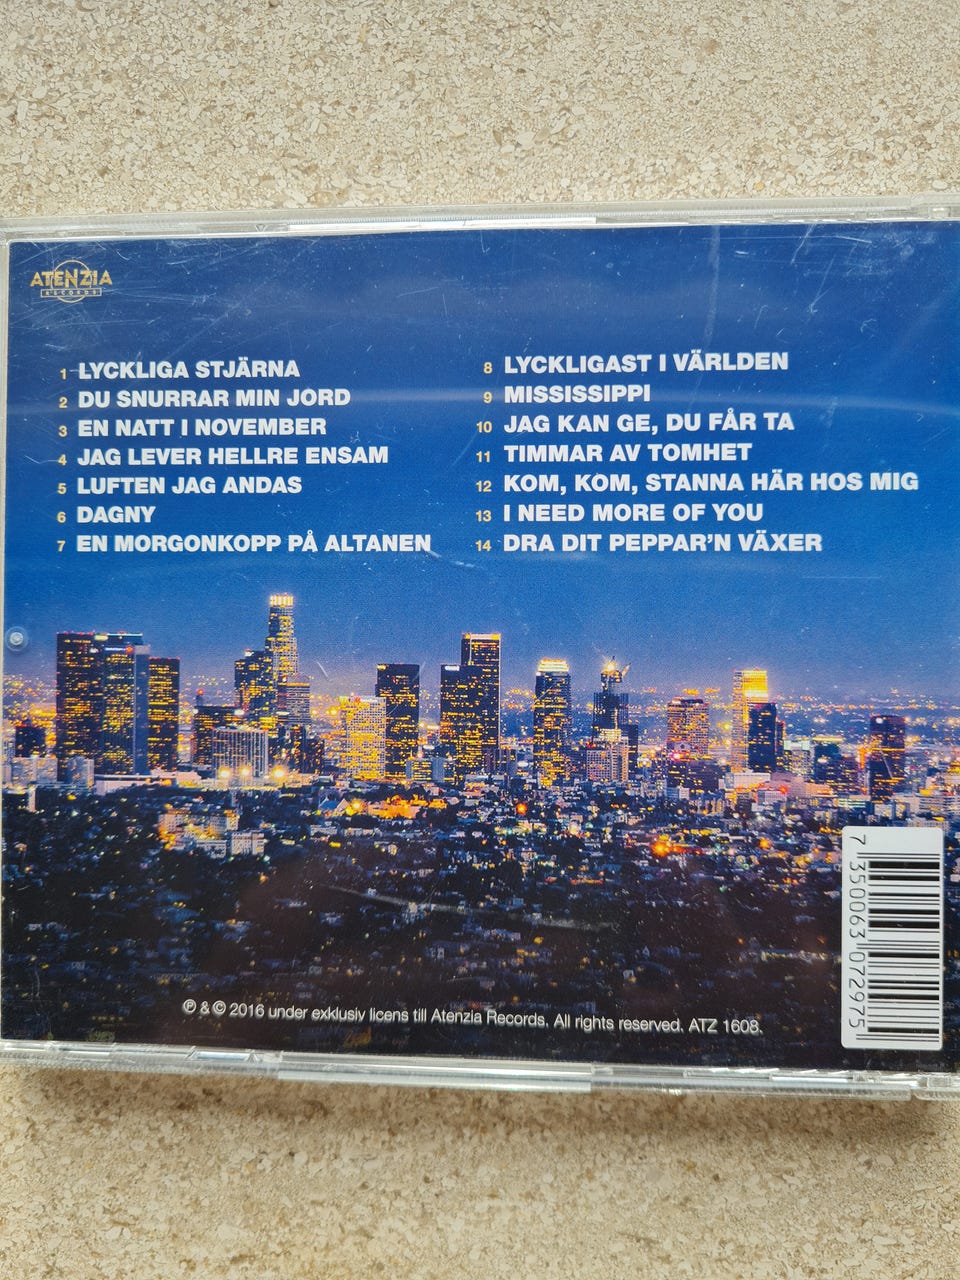 ATENZIA
RECORDS
1 LYCKLIGA STJÄRNA
2 DU SNURRAR MIN JORD
3 EN NATT I NOVEMBER
4 JAG LEVER HELLRE ENSAM
5 LUFTEN JAG ANDAS
6 DAGNY
7 EN MORGONKOPP PÅ ALTANEN
8 LYCKLIGAST I VÄRLDEN
9 MISSISSIPPI
10 JAG KAN GE, DU FÅR TA
11 TIMMAR AV TOMHET
12 KOM, KOM, STANNA HÄR HOS MIG
13 I NEED MORE OF YOU
14 DRA DIT PEPPAR'N VÄXER
℗ & © 2016 under exklusiv licens till Atenzia Records. All rights reserved. ATZ 1608.
7 350063 072975